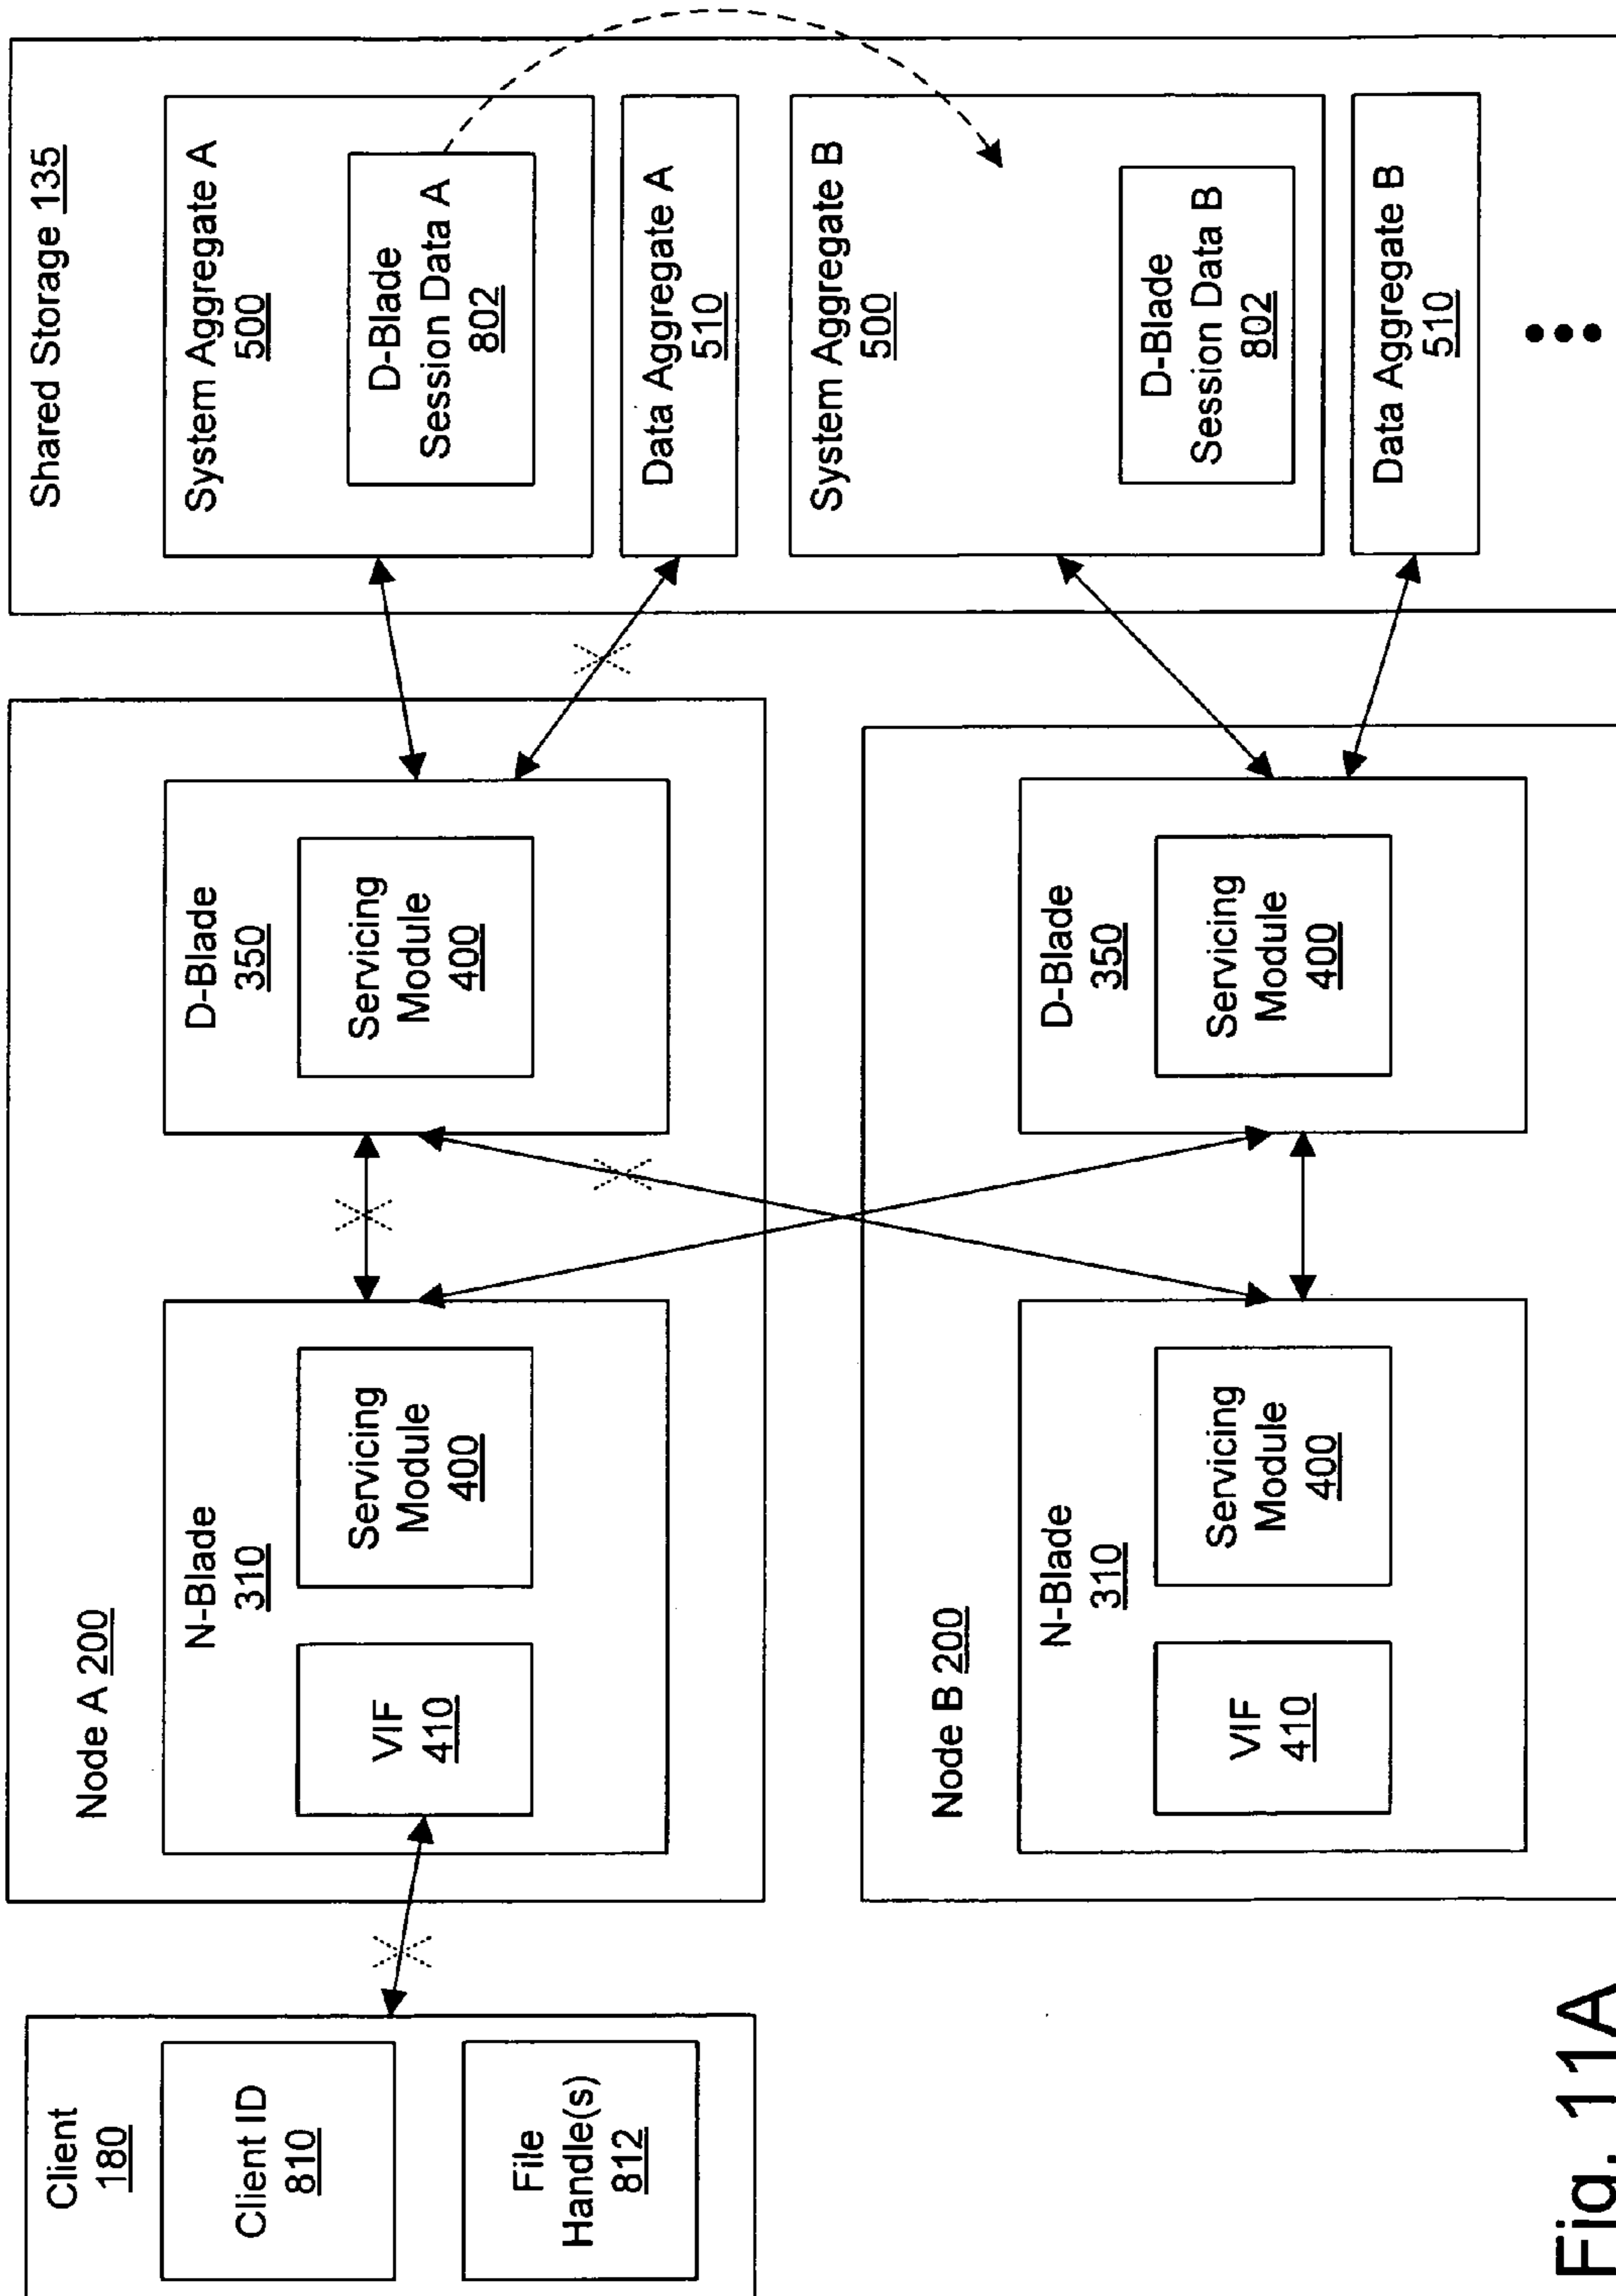 Client
180
Client ID
810
File
Handle(s)
812
Node A 200
N-Blade
310
VIF
410
Servicing
Module
400
D-Blade
350
Servicing
Module
400
Node B 200
N-Blade
310
VIF
410
Servicing
Module
400
D-Blade
350
Servicing
Module
400
Shared Storage 135
System Aggregate A
500
D-Blade
Session Data A
802
Data Aggregate A
510
System Aggregate B
500
D-Blade
Session Data B
802
Data Aggregate B
510
Fig. 11A